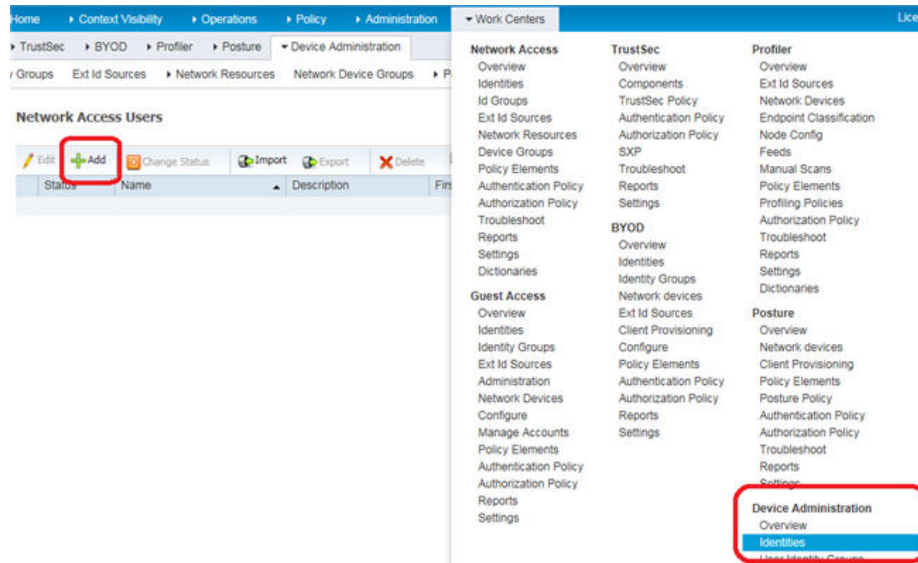 Home Context Visibility Operations Policy Administration Work Centers Lice
TrustSec BYOD Profiler Posture Device Administration
Groups Ext Id Sources Network Resources Network Device Groups P
Network Access Users
Edit Add Change Status Import Export Delete
Status Name Description Firs
Network Access
Overview
Identities
Id Groups
Ext Id Sources
Network Resources
Device Groups
Policy Elements
Authentication Policy
Authorization Policy
Troubleshoot
Reports
Settings
Dictionaries
Guest Access
Overview
Identities
Identity Groups
Ext Id Sources
Administration
Network Devices
Configure
Manage Accounts
Policy Elements
Authentication Policy
Authorization Policy
Reports
Settings
TrustSec
Overview
Components
TrustSec Policy
Authentication Policy
Authorization Policy
SXP
Troubleshoot
Reports
Settings
BYOD
Overview
Identities
Identity Groups
Network devices
Ext Id Sources
Client Provisioning
Configure
Policy Elements
Authentication Policy
Authorization Policy
Reports
Settings
Profiler
Overview
Ext Id Sources
Network Devices
Endpoint Classification
Node Config
Feeds
Manual Scans
Policy Elements
Profiling Policies
Authorization Policy
Troubleshoot
Reports
Settings
Dictionaries
Posture
Overview
Network devices
Client Provisioning
Policy Elements
Posture Policy
Authentication Policy
Authorization Policy
Troubleshoot
Reports
Settings
Device Administration
Overview
Identities
User Identity Groups